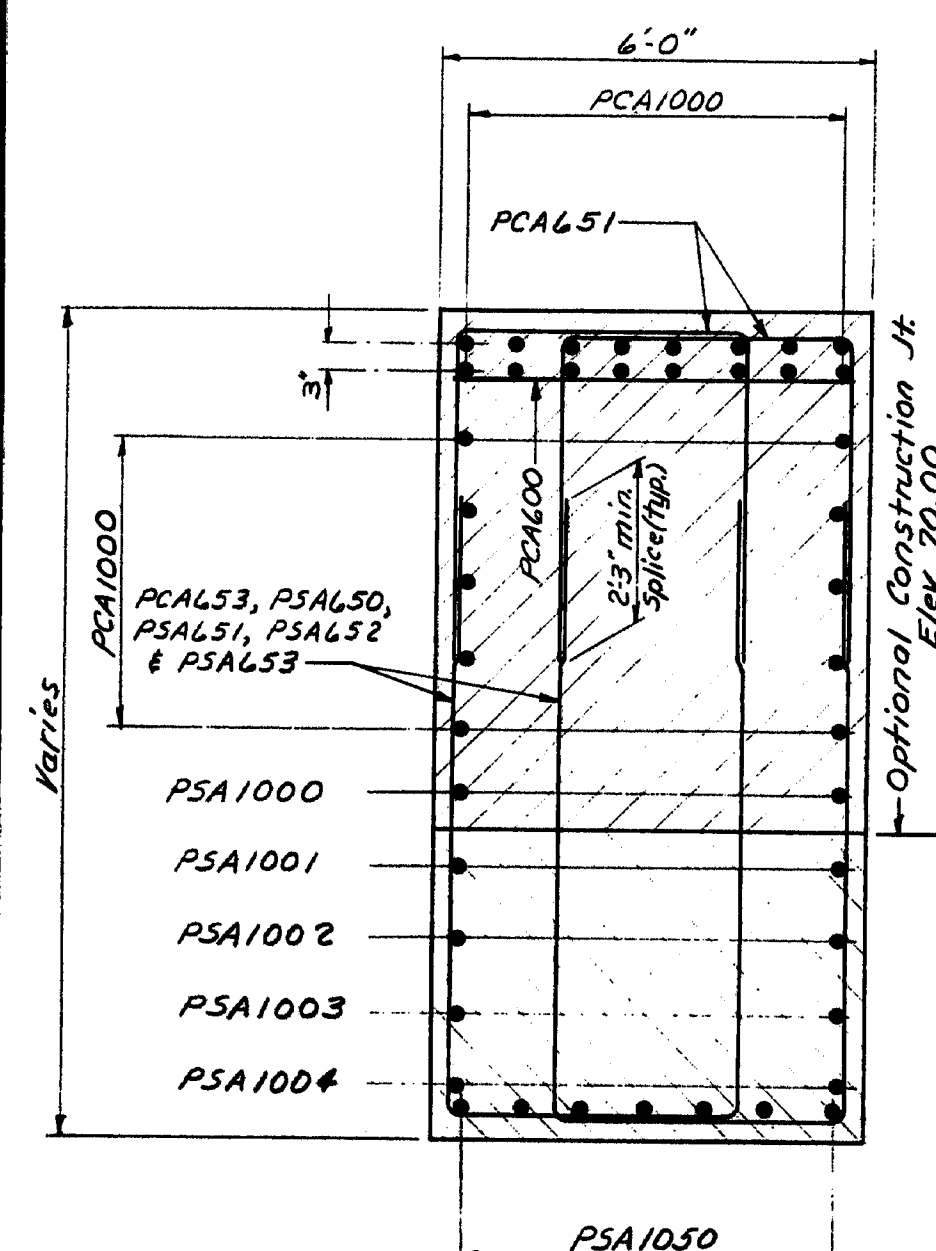 6'-0"
PCA1000
PCA651
3"
PCA1000
PCA600
2'-3" min.
Splice (typ.)
PCA653, PSA650,
PSA651, PSA652
& PSA653
Varies
Optional Construction Jt.
Elev. 20.00
PSA1000
PSA1001
PSA1002
PSA1003
PSA1004
PSA1050